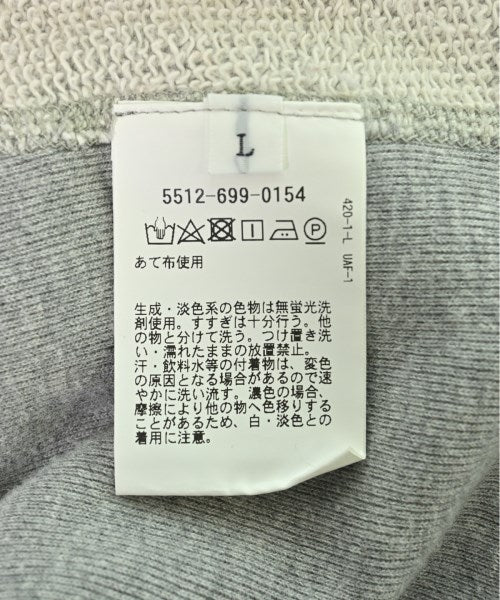 L
5512-699-0154
あて布使用
生成・淡色系の色物は無蛍光洗
剤使用。すすぎは十分行う。他
の物と分けて洗う。つけ置き洗
い・濡れたままの放置禁止。
汗・飲料水等の付着物は、変色
の原因となる場合があるので速
やかに洗い流す。濃色の場合、
摩擦により他の物へ色移りする
ことがあるため、白・淡色との
着用に注意。
420-1-L UAF-1